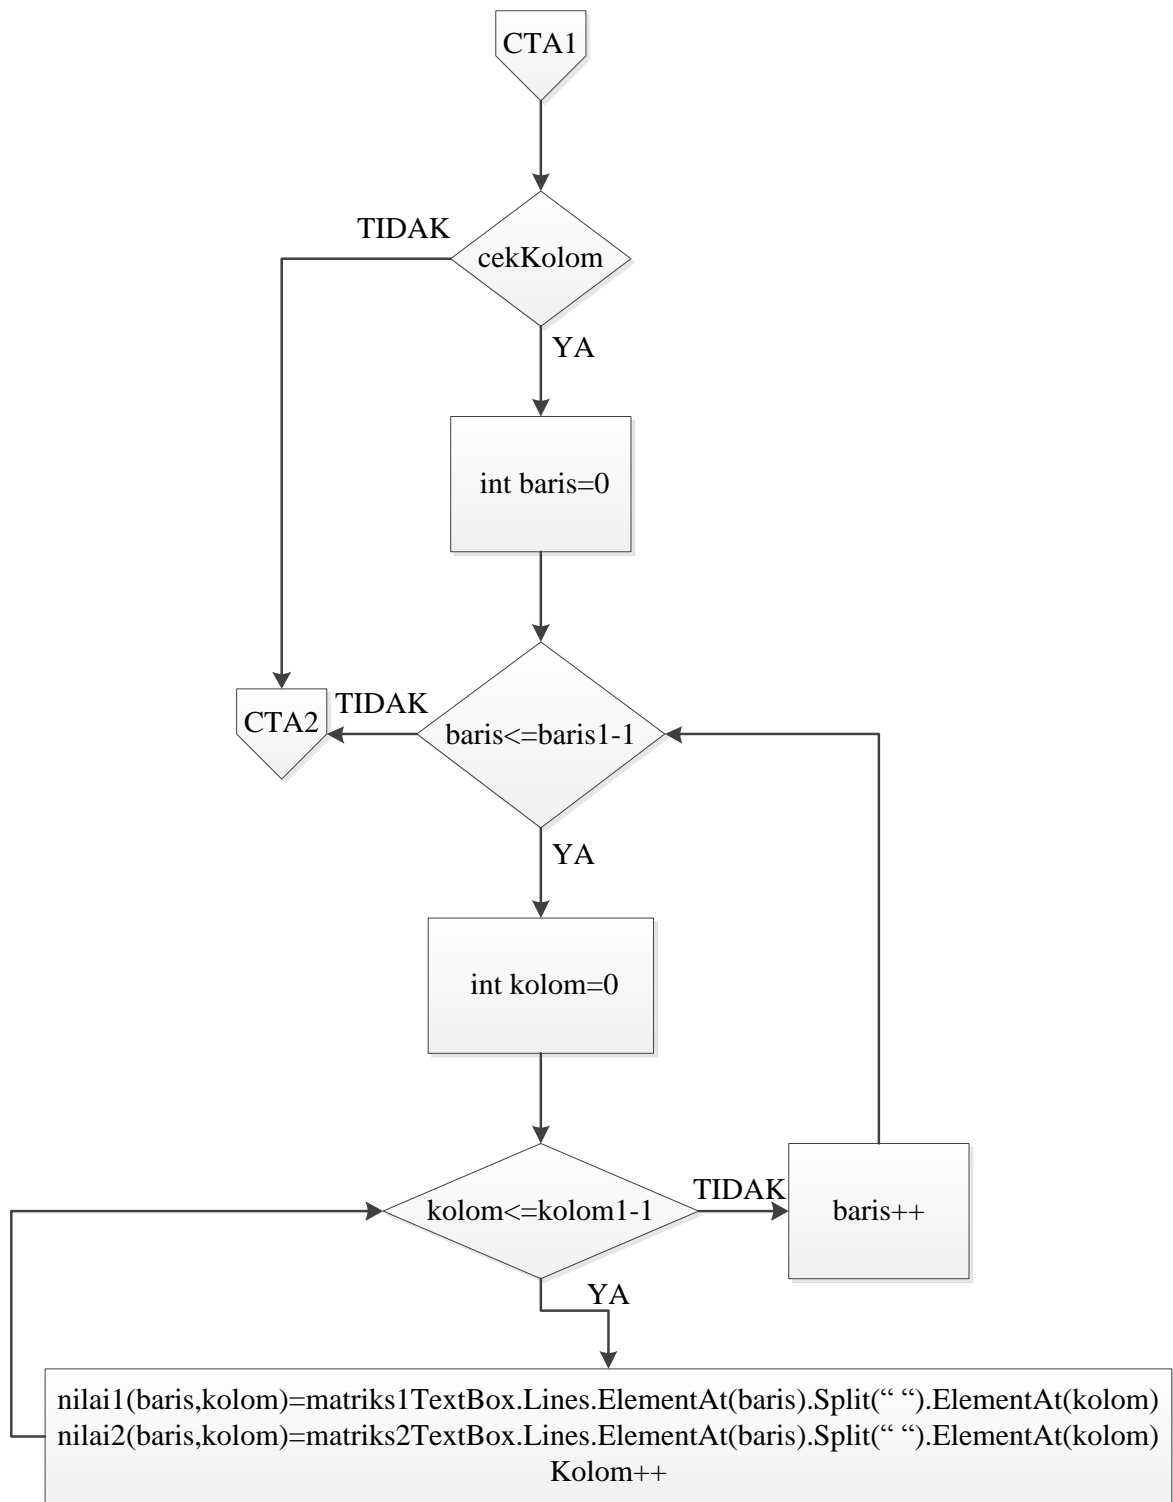 CTA1
TIDAK
cekKolom
YA
int baris=0
CTA2
TIDAK
baris<=baris1-1
YA
int kolom=0
kolom<=kolom1-1
TIDAK
baris++
YA
nilai1(baris,kolom)=matriks1TextBox.Lines.ElementAt(baris).Split(“ “).ElementAt(kolom)
nilai2(baris,kolom)=matriks2TextBox.Lines.ElementAt(baris).Split(“ “).ElementAt(kolom)
Kolom++